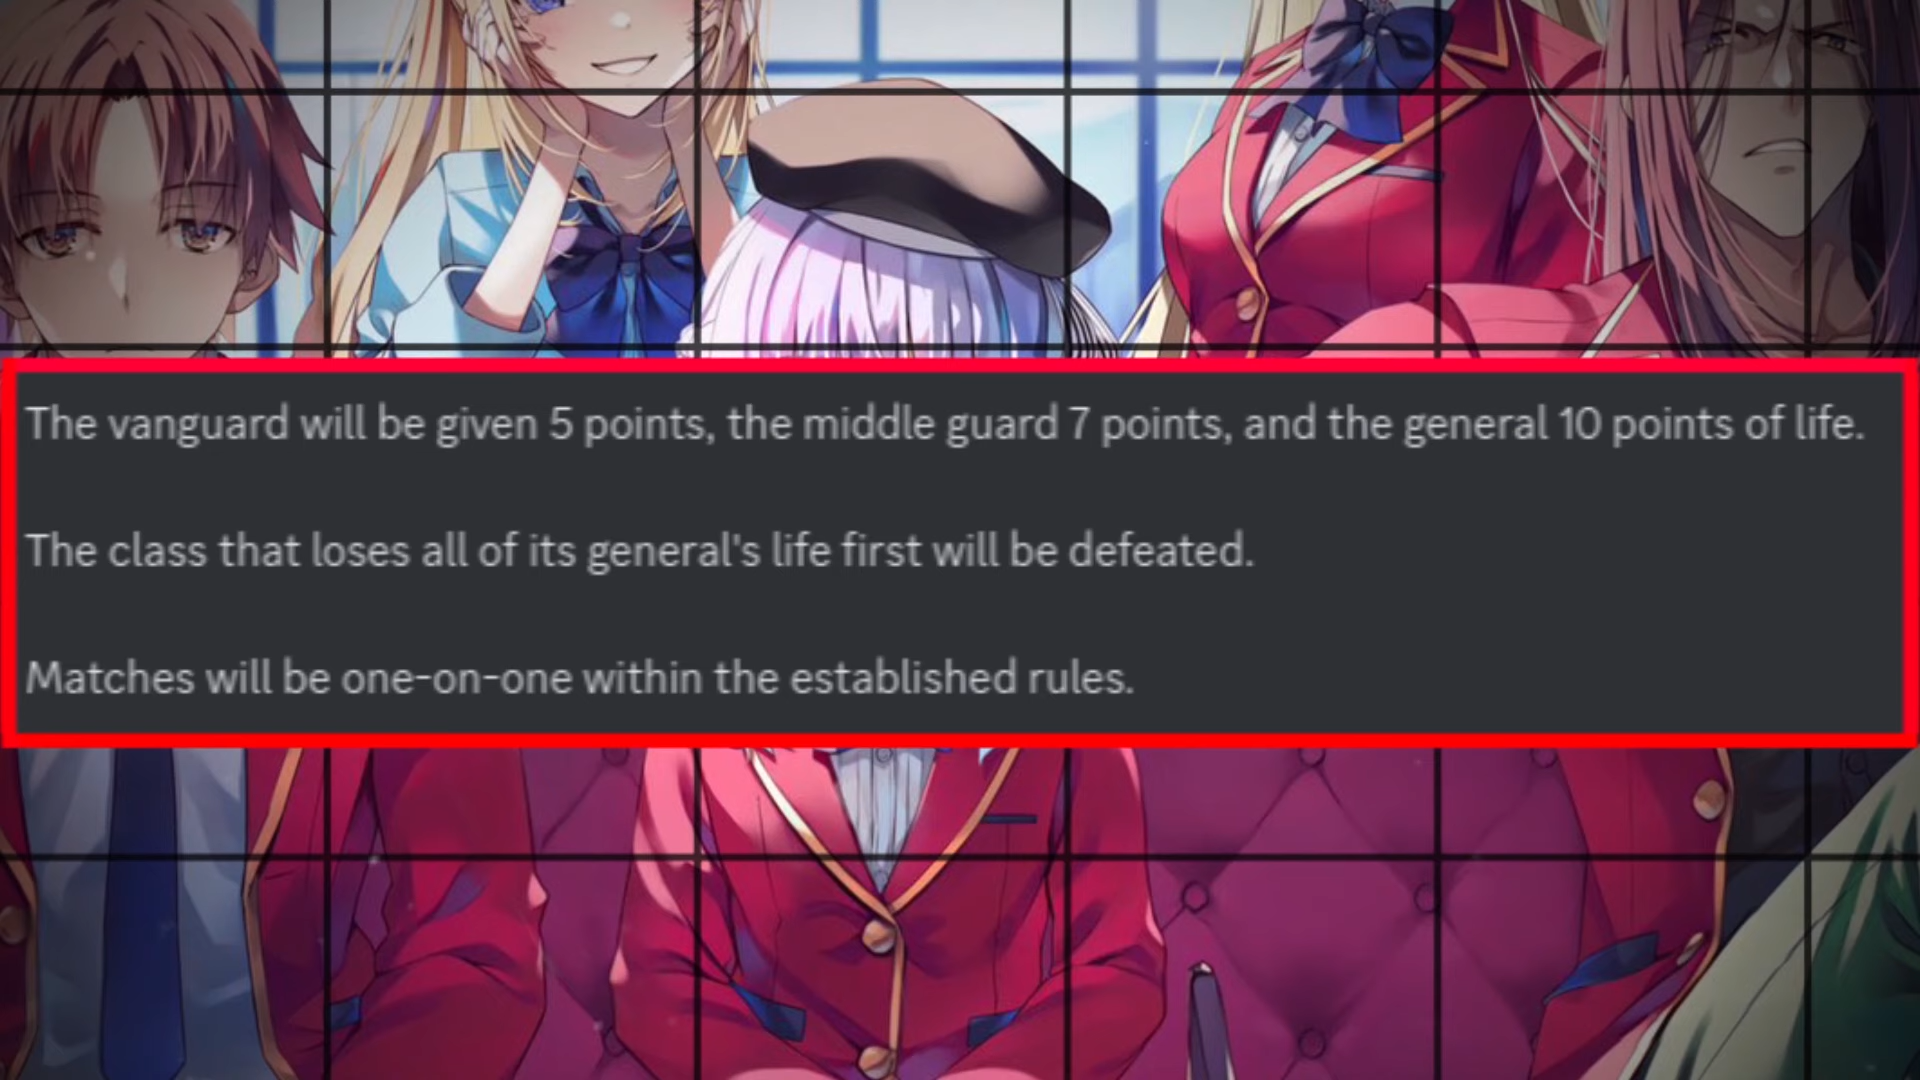 The vanguard will be given 5 points, the middle guard 7 points, and the general 10 points of life.
The class that loses all of its general's life first will be defeated.
Matches will be one-on-one within the established rules.